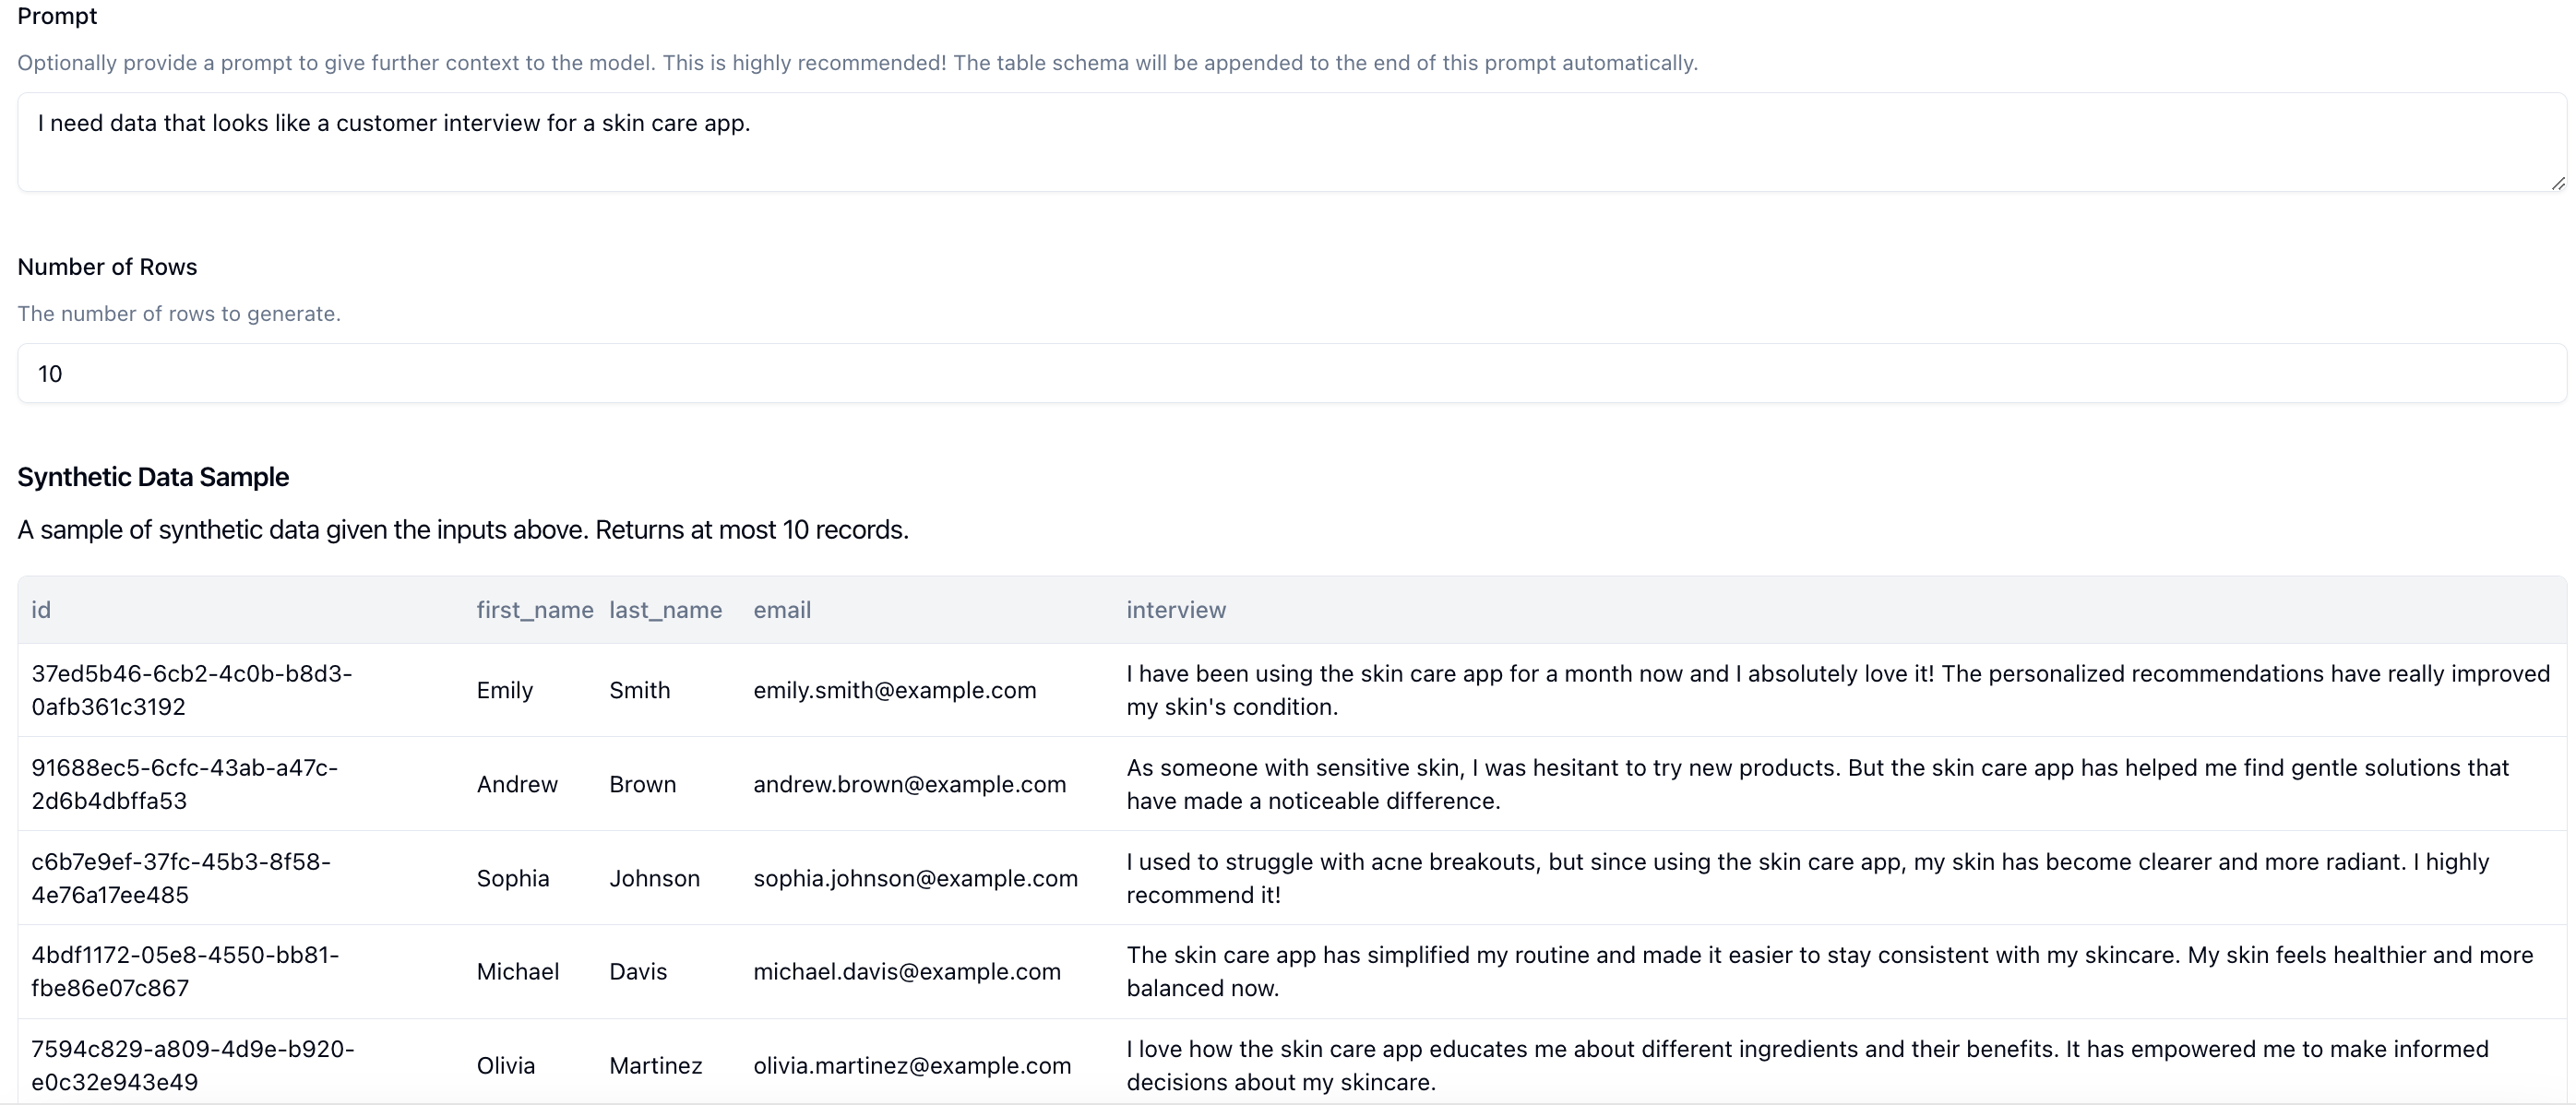 Prompt
Optionally provide a prompt to give further context to the model. This is highly recommended! The table schema will be appended to the end of this prompt automatically.
I need data that looks like a customer interview for a skin care app.
Number of Rows
The number of rows to generate.
10
Synthetic Data Sample
A sample of synthetic data given the inputs above. Returns at most 10 records.
id first_name last_name email interview
37ed5b46-6cb2-4c0b-b8d3- Emily Smith emily.smith@example.com I have been using the skin care app for a month now and I absolutely love it! The personalized recommendations have really improved
0afb361c3192 my skin's condition.
91688ec5-6cfc-43ab-a47c- Andrew Brown andrew.brown@example.com As someone with sensitive skin, I was hesitant to try new products. But the skin care app has helped me find gentle solutions that
2d6b4dbffa53 have made a noticeable difference.
c6b7e9ef-37fc-45b3-8f58- Sophia Johnson sophia.johnson@example.com I used to struggle with acne breakouts, but since using the skin care app, my skin has become clearer and more radiant. I highly
4e76a17ee485 recommend it!
4bdf1172-05e8-4550-bb81- Michael Davis michael.davis@example.com The skin care app has simplified my routine and made it easier to stay consistent with my skincare. My skin feels healthier and more
fbe86e07c867 balanced now.
7594c829-a809-4d9e-b920- Olivia Martinez olivia.martinez@example.com I love how the skin care app educates me about different ingredients and their benefits. It has empowered me to make informed
e0c32e943e49 decisions about my skincare.